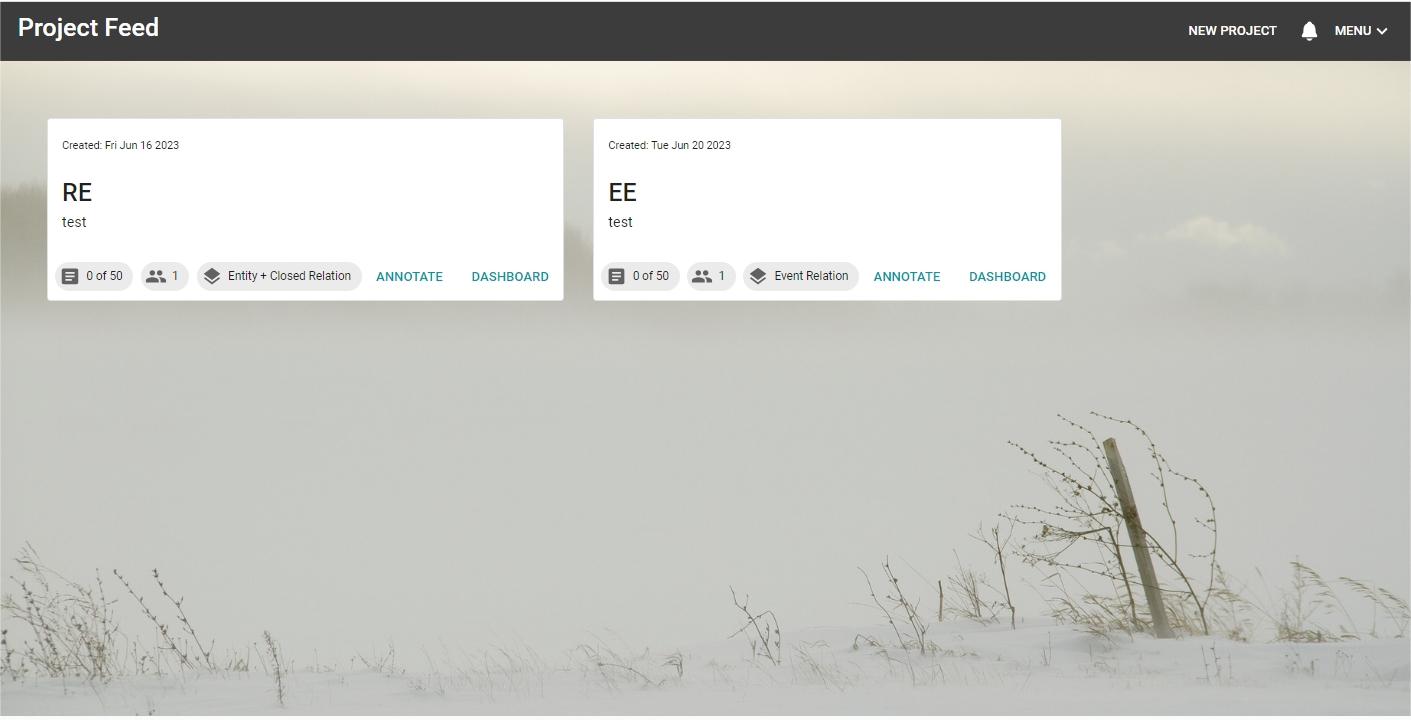 Project Feed
NEW PROJECT MENU
Created: Fri Jun 16 2023
RE
test
0 of 50 1 Entity + Closed Relation ANNOTATE DASHBOARD
Created: Tue Jun 20 2023
EE
test
0 of 50 1 Event Relation ANNOTATE DASHBOARD